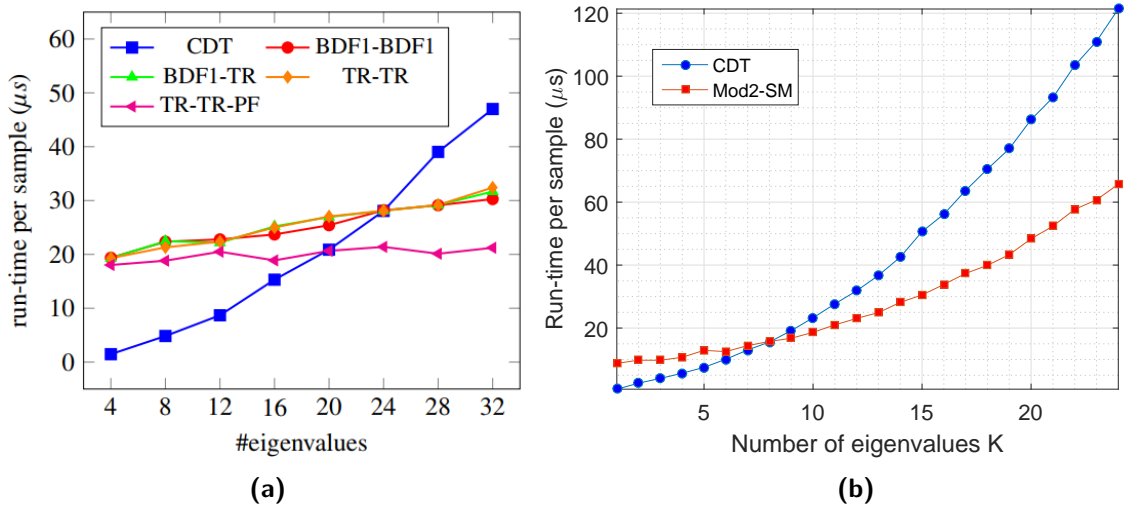 60
50
40
30
20
10
0
run-time per sample (μs)
CDT
BDF1-BDF1
BDF1-TR
TR-TR
TR-TR-PF
4 8 12 16 20 24 28 32
#eigenvalues
(a)
120
100
80
60
40
20
Run-time per sample (μs)
CDT
Mod2-SM
5 10 15 20
Number of eigenvalues K
(b)